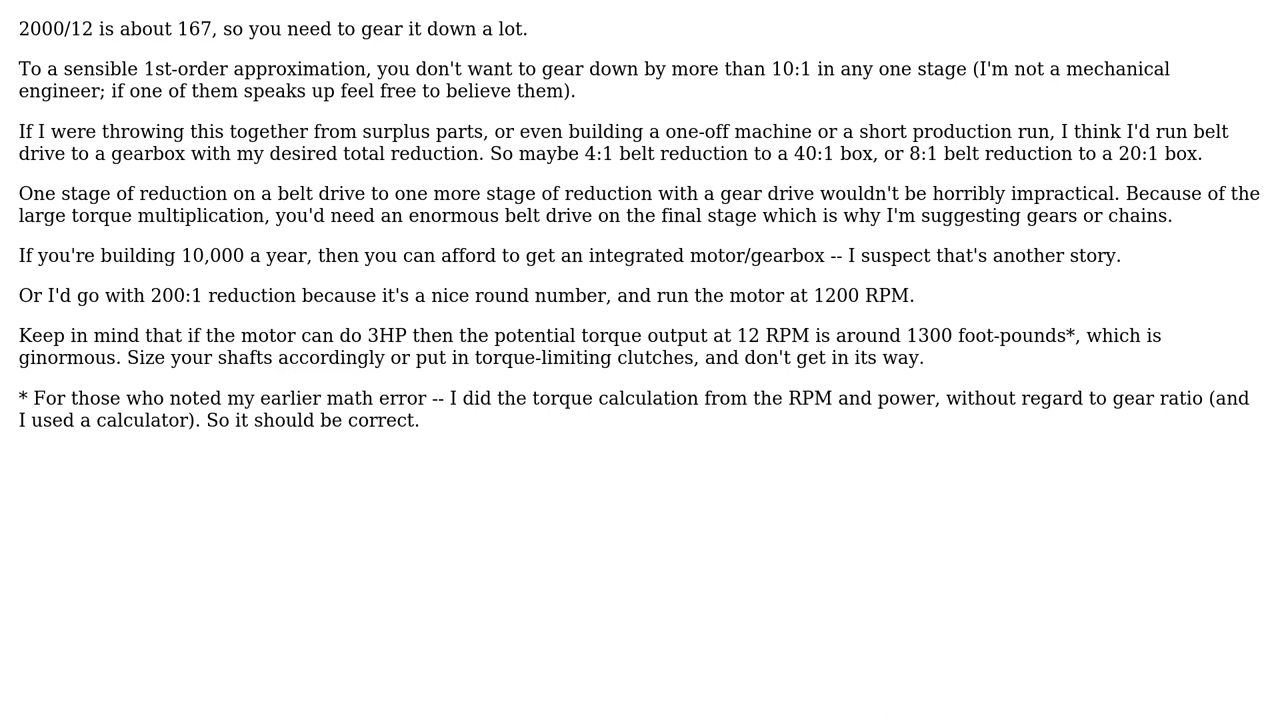 2000/12 is about 167, so you need to gear it down a lot.
To a sensible 1st-order approximation, you don't want to gear down by more than 10:1 in any one stage (I'm not a mechanical
engineer; if one of them speaks up feel free to believe them).
If I were throwing this together from surplus parts, or even building a one-off machine or a short production run, I think I'd run belt
drive to a gearbox with my desired total reduction. So maybe 4:1 belt reduction to a 40:1 box, or 8:1 belt reduction to a 20:1 box.
One stage of reduction on a belt drive to one more stage of reduction with a gear drive wouldn't be horribly impractical. Because of the
large torque multiplication, you'd need an enormous belt drive on the final stage which is why I'm suggesting gears or chains.
If you're building 10,000 a year, then you can afford to get an integrated motor/gearbox -- I suspect that's another story.
Or I'd go with 200:1 reduction because it's a nice round number, and run the motor at 1200 RPM.
Keep in mind that if the motor can do 3HP then the potential torque output at 12 RPM is around 1300 foot-pounds*, which is
ginormous. Size your shafts accordingly or put in torque-limiting clutches, and don't get in its way.
* For those who noted my earlier math error -- I did the torque calculation from the RPM and power, without regard to gear ratio (and
I used a calculator). So it should be correct.